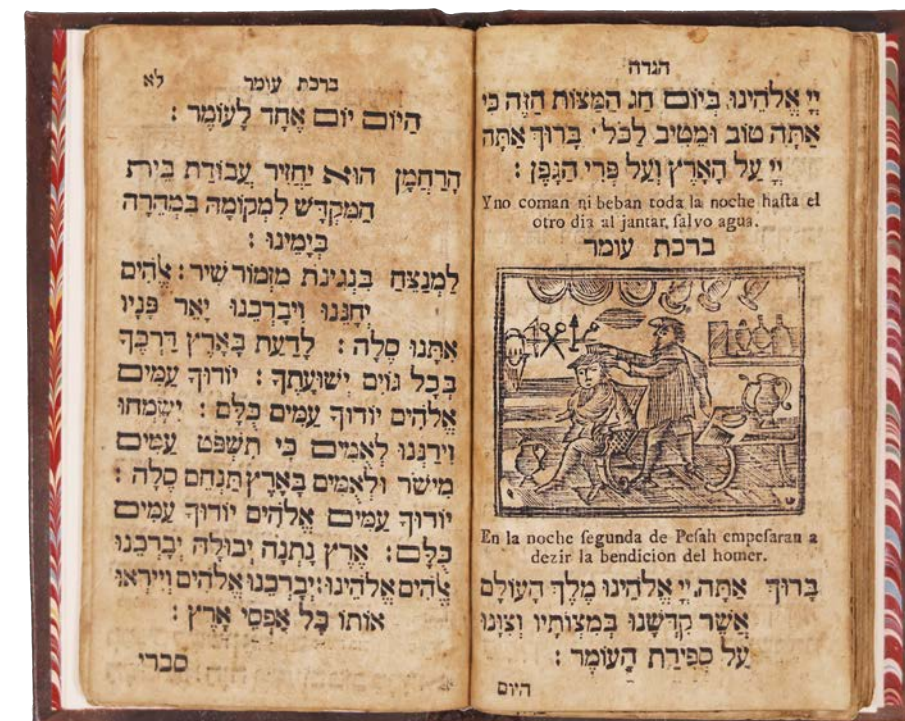 הגדה
יְיָ אֱלֹהֵינוּ בְּיוֹם חַג הַמַּצּוֹת הַזֶּה כִּי
אַתָּה טוֹב וּמֵטִיב לַכֹּל · בָּרוּךְ אַתָּה
יְיָ עַל הָאָרֶץ וְעַל פְּרִי הַגָּפֶן :
Y no coman ni beban toda la noche haſta el
otro dia al jantar, ſalvo agua.
ברכת עומר
En la noche ſegunda de Peſah empeſaran a
dezir la bendicion del homer.
בָּרוּךְ אַתָּה יְיָ אֱלֹהֵינוּ מֶלֶךְ הָעוֹלָם
אֲשֶׁר קִדְּשָׁנוּ בְּמִצְוֹתָיו וְצִוָּנוּ
עַל סְפִירַת הָעוֹמֶר :
היום
ברכת עומר לא
הַיּוֹם יוֹם אֶחָד לָעוֹמֶר :
הָרַחֲמָן הוּא יַחֲזִיר עֲבוֹדַת בֵּית
הַמִּקְדָּשׁ לִמְקוֹמָהּ בִּמְהֵרָה
בְּיָמֵינוּ :
לַמְנַצֵּחַ בִּנְגִינֹת מִזְמוֹר שִׁיר : אֱלֹהִים
יְחָנֵּנוּ וִיבָרְכֵנוּ יָאֵר פָּנָיו
אִתָּנוּ סֶלָה : לָדַעַת בָּאָרֶץ דַּרְכֶּךָ
בְּכָל גּוֹיִם יְשׁוּעָתֶךָ : יוֹדוּךָ עַמִּים
אֱלֹהִים יוֹדוּךָ עַמִּים כֻּלָּם : יִשְׂמְחוּ
וִירַנְּנוּ לְאֻמִּים כִּי תִשְׁפֹּט עַמִּים
מִישֹׁר וּלְאֻמִּים בָּאָרֶץ תַּנְחֵם סֶלָה :
יוֹדוּךָ עַמִּים אֱלֹהִים יוֹדוּךָ עַמִּים
כֻּלָּם : אֶרֶץ נָתְנָה יְבוּלָהּ יְבָרְכֵנוּ
אֱלֹהִים אֱלֹהֵינוּ : יְבָרְכֵנוּ אֱלֹהִים וְיִירְאוּ
אוֹתוֹ כָּל אַפְסֵי אָרֶץ :
סברי